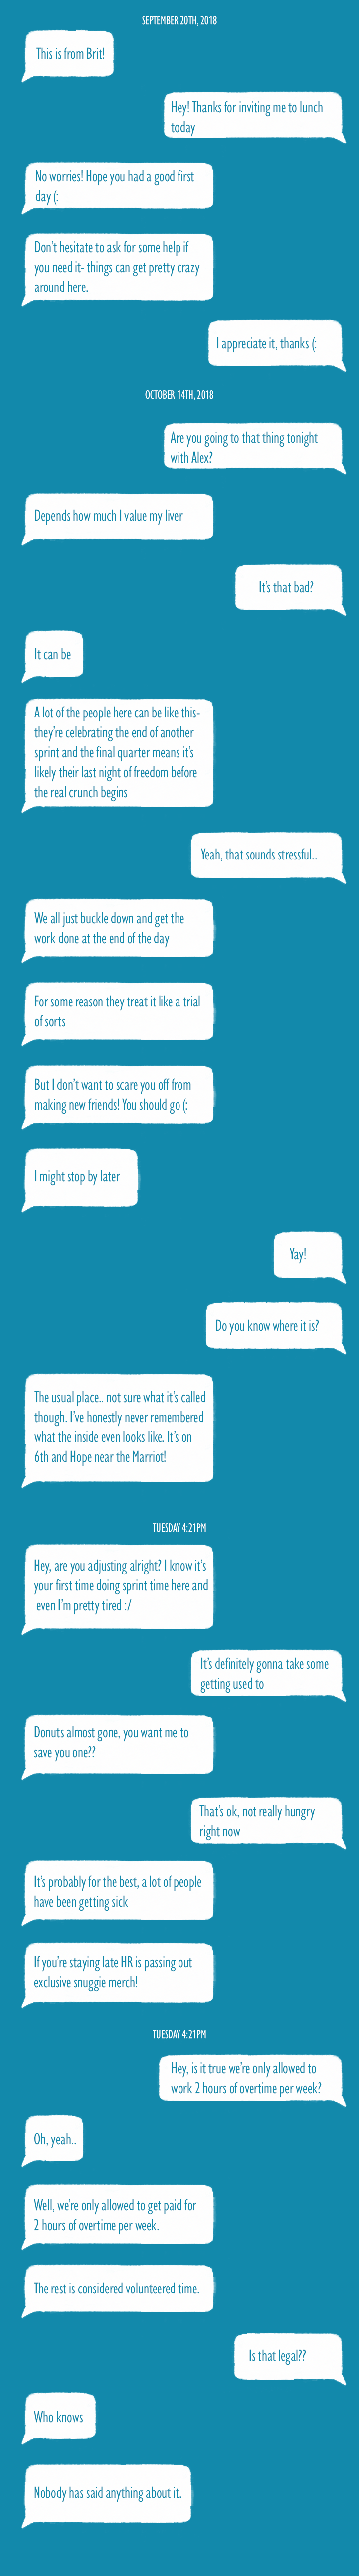 SEPTEMBER 20TH, 2018
This is from Brit!
Hey! Thanks for inviting me to lunch
today
No worries! Hope you had a good first
day (:
Don't hesitate to ask for some help if
you need it- things can get pretty crazy
around here.
I appreciate it, thanks (:
OCTOBER 14TH, 2018
Are you going to that thing tonight
with Alex?
Depends how much I value my liver
It's that bad?
It can be
A lot of the people here can be like this-
they're celebrating the end of another
sprint and the final quarter means it's
likely their last night of freedom before
the real crunch begins
Yeah, that sounds stressful..
We all just buckle down and get the
work done at the end of the day
For some reason they treat it like a trial
of sorts
But I don't want to scare you off from
making new friends! You should go (:
I might stop by later
Yay!
Do you know where it is?
The usual place.. not sure what it's called
though. I've honestly never remembered
what the inside even looks like. It's on
6th and Hope near the Marriot!
TUESDAY 4:21PM
Hey, are you adjusting alright? I know it's
your first time doing sprint time here and
even I'm pretty tired :/
It's definitely gonna take some
getting used to
Donuts almost gone, you want me to
save you one??
That's ok, not really hungry
right now
It's probably for the best, a lot of people
have been getting sick
If you're staying late HR is passing out
exclusive snuggie merch!
TUESDAY 4:21PM
Hey, is it true we're only allowed to
work 2 hours of overtime per week?
Oh, yeah..
Well, we're only allowed to get paid for
2 hours of overtime per week.
The rest is considered volunteered time.
Is that legal??
Who knows
Nobody has said anything about it.